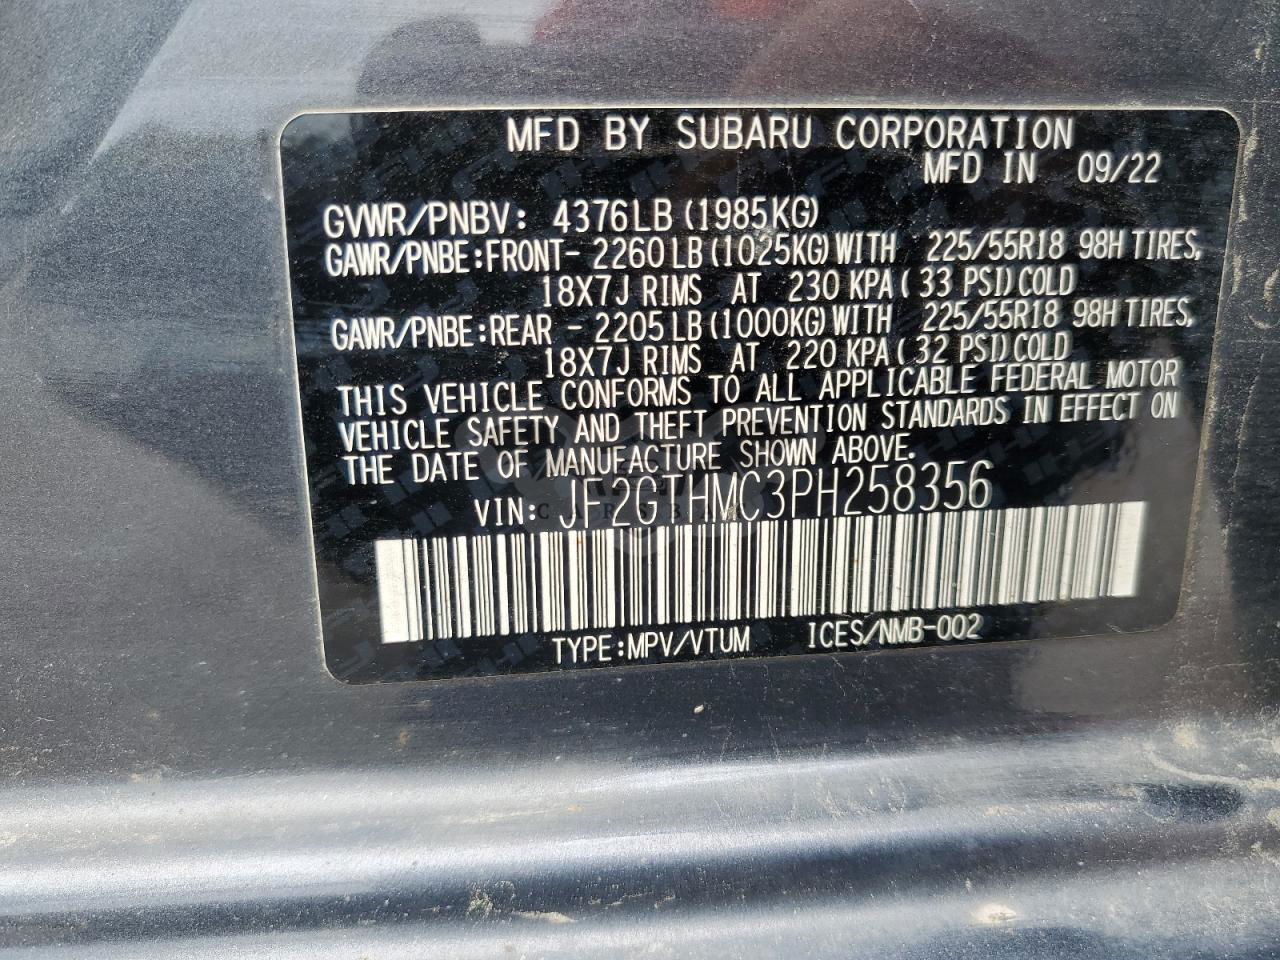 MFD BY SUBARU CORPORATION
MFD IN 09/22
GVWR/PNBV: 4376LB (1985KG)
GAWR/PNBE:FRONT- 2260 LB (1025KG) WITH 225/55R18 98H TIRES,
18X7J RIMS AT 230 KPA ( 33 PSI) COLD
GAWR/PNBE:REAR - 2205 LB (1000KG) WITH 225/55R18 98H TIRES,
18X7J RIMS AT 220 KPA ( 32 PSI) COLD
THIS VEHICLE CONFORMS TO ALL APPLICABLE FEDERAL MOTOR
VEHICLE SAFETY AND THEFT PREVENTION STANDARDS IN EFFECT ON
THE DATE OF MANUFACTURE SHOWN ABOVE.
VIN: JF2GTHMC3PH258356
TYPE:MPV/VTUM ICES/NMB-002